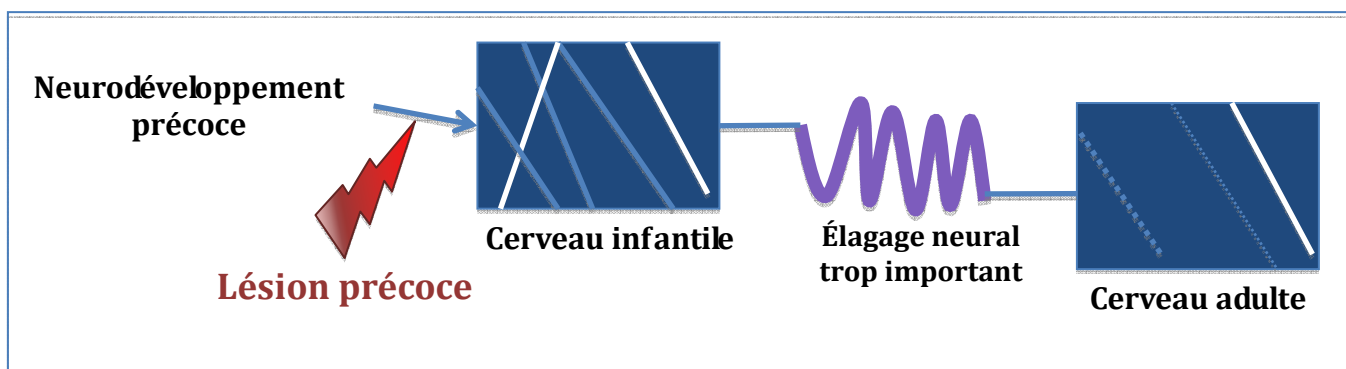 Neurodéveloppement
précoce
Lésion précoce
Cerveau infantile
Élagage neural
trop important
Cerveau adulte